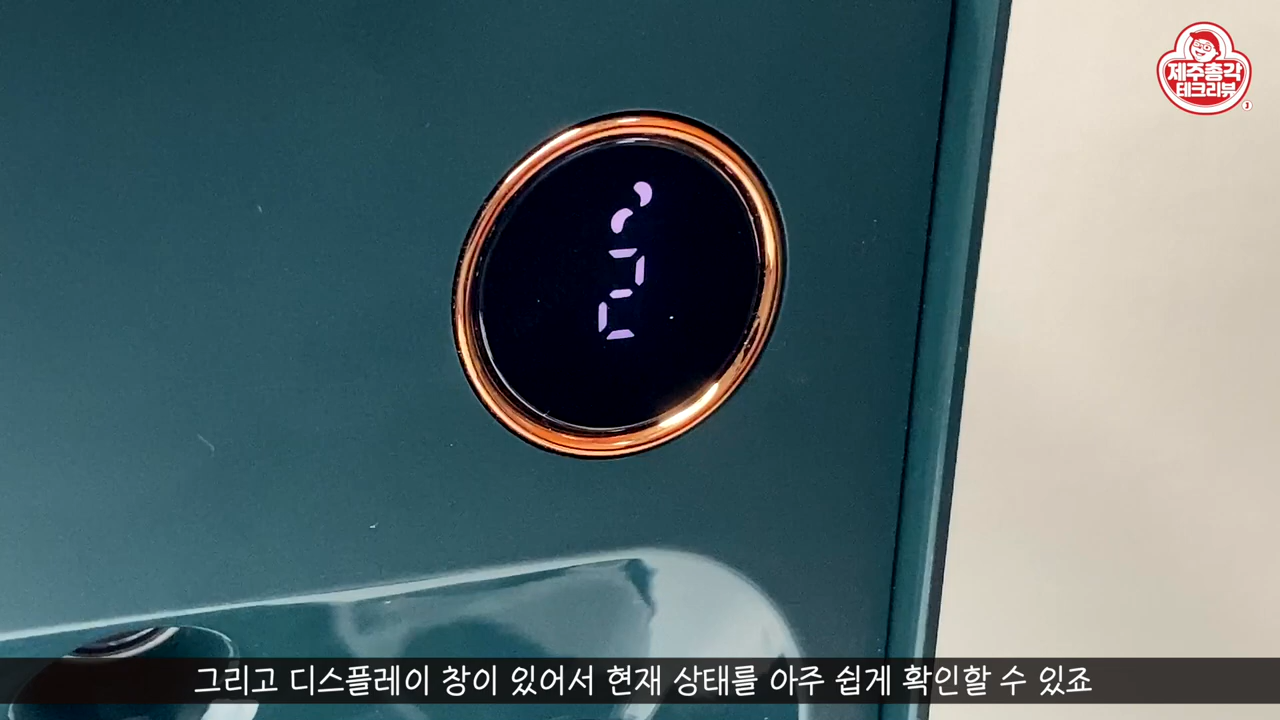 제주총각
테크리뷰
그리고 디스플레이 창이 있어서 현재 상태를 아주 쉽게 확인할 수 있죠